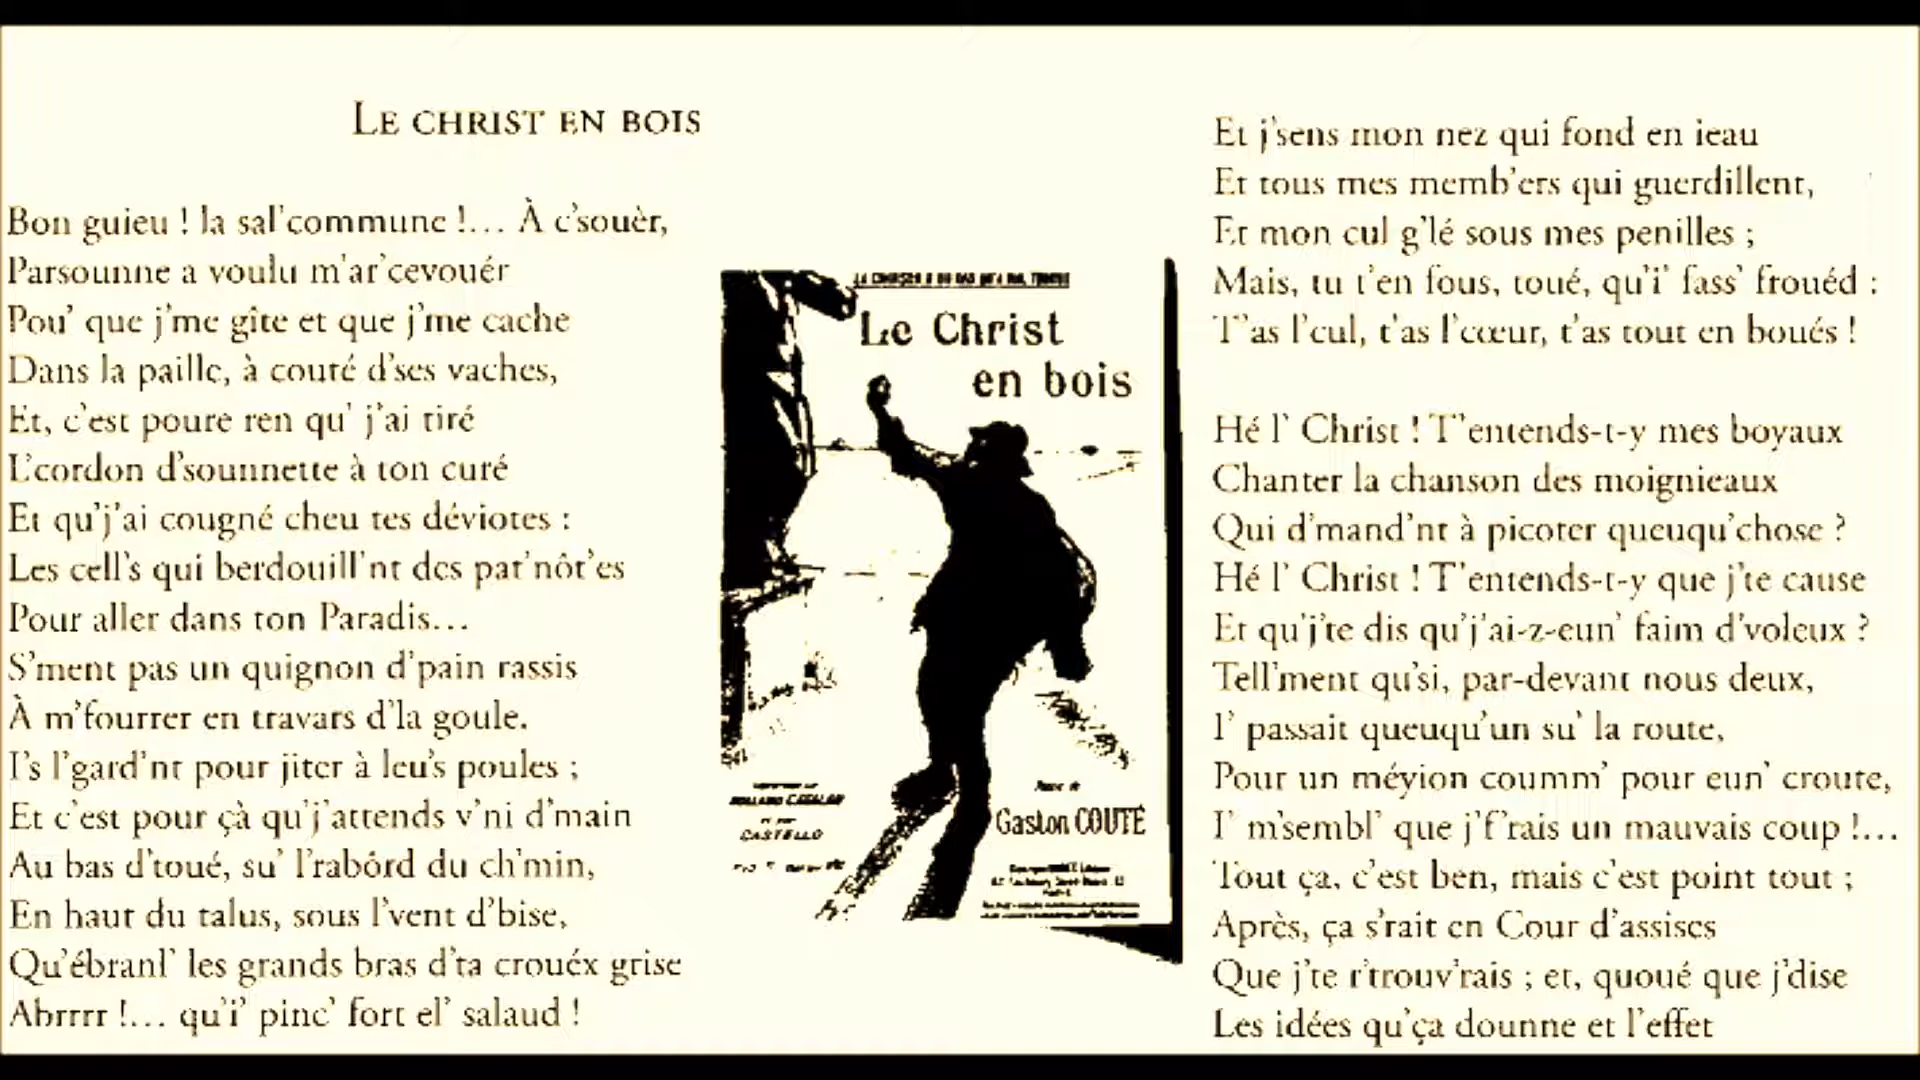 LE CHRIST EN BOIS
Bon guieu ! la sal'commune !... À c'souèr,
Parsounne a voulu m'ar'cevouér
Pou' que j'me gîte et que j'me cache
Dans la paille, à couté d'ses vaches,
Et, c'est poure ren qu' j'ai tiré
L'cordon d'sounnette à ton curé
Et qu'j'ai cougné cheu tes déviotes :
Les cell's qui berdouill'nt des pat'nôt'es
Pour aller dans ton Paradis...
S'ment pas un quignon d'pain rassis
À m'fourrer en travars d'la goule.
I's l'gard'nt pour jiter à leu's poules ;
Et c'est pour çà qu'j'attends v'ni d'main
Au bas d'toué, su' l'rabôrd du ch'min,
En haut du talus, sous l'vent d'bise,
Qu'ébranl' les grands bras d'ta crouéx grise
Abrrrr !... qu'i' pinc' fort el' salaud !
Le Christ
en bois
CASTELLO
Gaston COUTÉ
Et j'sens mon nez qui fond en ieau
Et tous mes memb'ers qui guerdillent,
Et mon cul g'lé sous mes penilles ;
Mais, tu t'en fous, toué, qu'i' fass' frouéd :
T'as l'cul, t'as l'cœur, t'as tout en boués !
Hé l' Christ ! T'entends-t-y mes boyaux
Chanter la chanson des moignieaux
Qui d'mand'nt à picoter queuqu'chose ?
Hé l' Christ ! T'entends-t-y que j'te cause
Et qu'j'te dis qu'j'ai-z-eun' faim d'voleux ?
Tell'ment qu'si, par-devant nous deux,
I' passait queuqu'un su' la route,
Pour un méyion coumm' pour eun' croute,
I' m'sembl' que j'f'rais un mauvais coup !...
Tout ça, c'est ben, mais c'est point tout ;
Après, ça s'rait en Cour d'assises
Que j'te r'trouv'rais ; et, quoué que j'dise
Les idées qu'ça dounne et l'effet